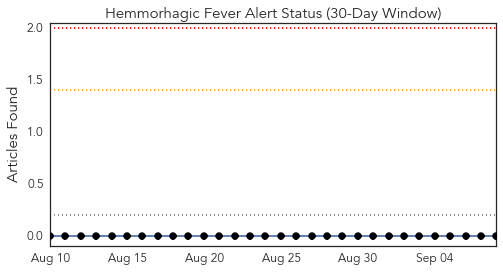 Hemmorhagic Fever Alert Status (30-Day Window)
Articles Found
2.0
1.5
1.0
0.5
0.0
Aug 10 Aug 15 Aug 20 Aug 25 Aug 30 Sep 04